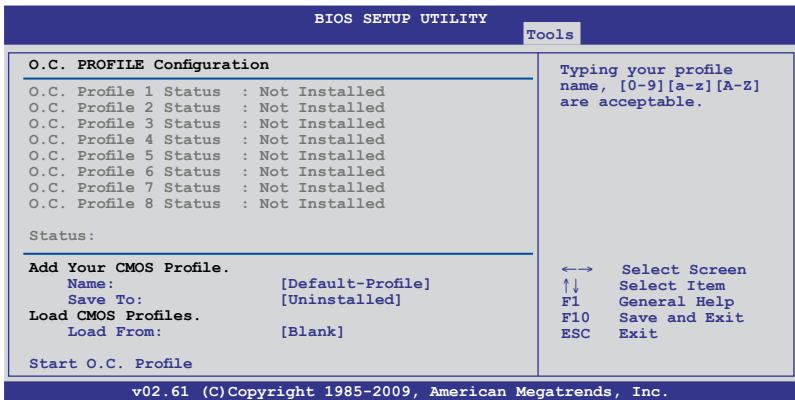 BIOS SETUP UTILITY
Tools
O.C. PROFILE Configuration
O.C. Profile 1 Status : Not Installed
O.C. Profile 2 Status : Not Installed
O.C. Profile 3 Status : Not Installed
O.C. Profile 4 Status : Not Installed
O.C. Profile 5 Status : Not Installed
O.C. Profile 6 Status : Not Installed
O.C. Profile 7 Status : Not Installed
O.C. Profile 8 Status : Not Installed
Status:
Add Your CMOS Profile.
Name: [Default-Profile]
Save To: [Uninstalled]
Load CMOS Profiles.
Load From: [Blank]
Start O.C. Profile
Typing your profile
name, [0-9][a-z][A-Z]
are acceptable.
←→ Select Screen
↑↓ Select Item
F1 General Help
F10 Save and Exit
ESC Exit
v02.61 (C)Copyright 1985-2009, American Megatrends, Inc.